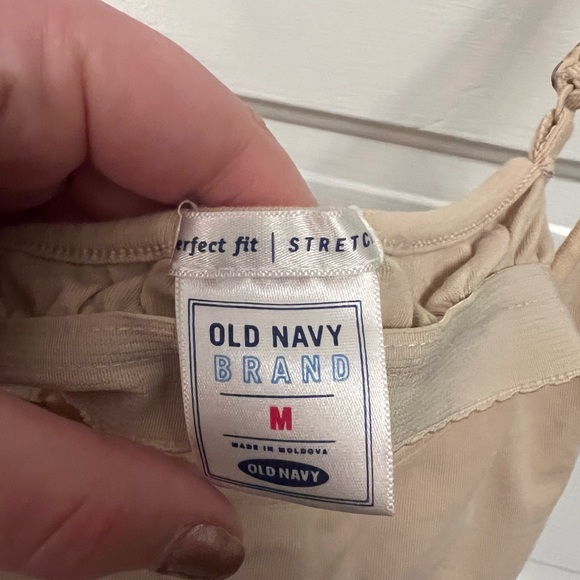 erfect fit | STRETC
OLD NAVY
BRAND
M
MADE IN MOLDOVA
OLD NAVY